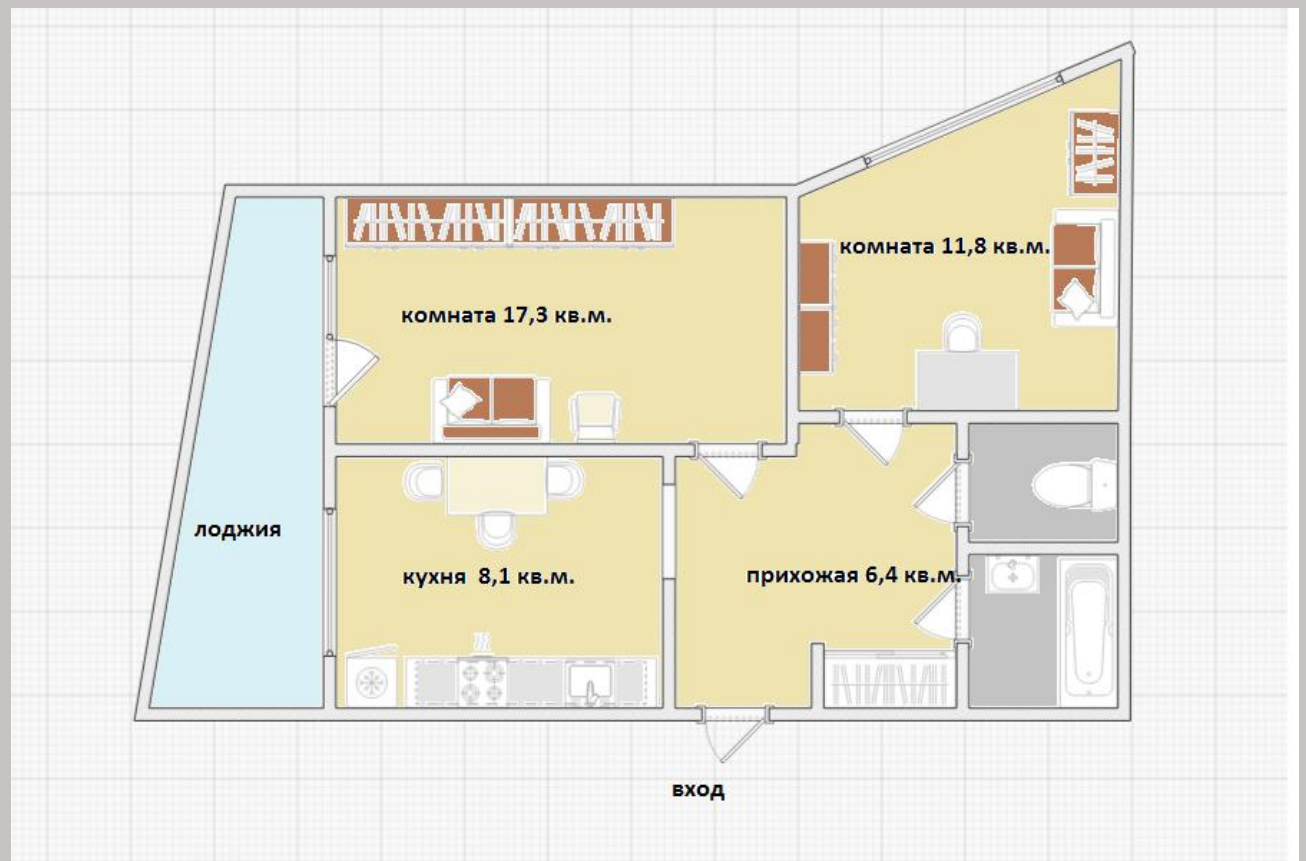 комната 11,8 кв.м.
комната 17,3 кв.м.
лоджия
кухня  8,1 кв.м.
прихожая 6,4 кв.м.
вход